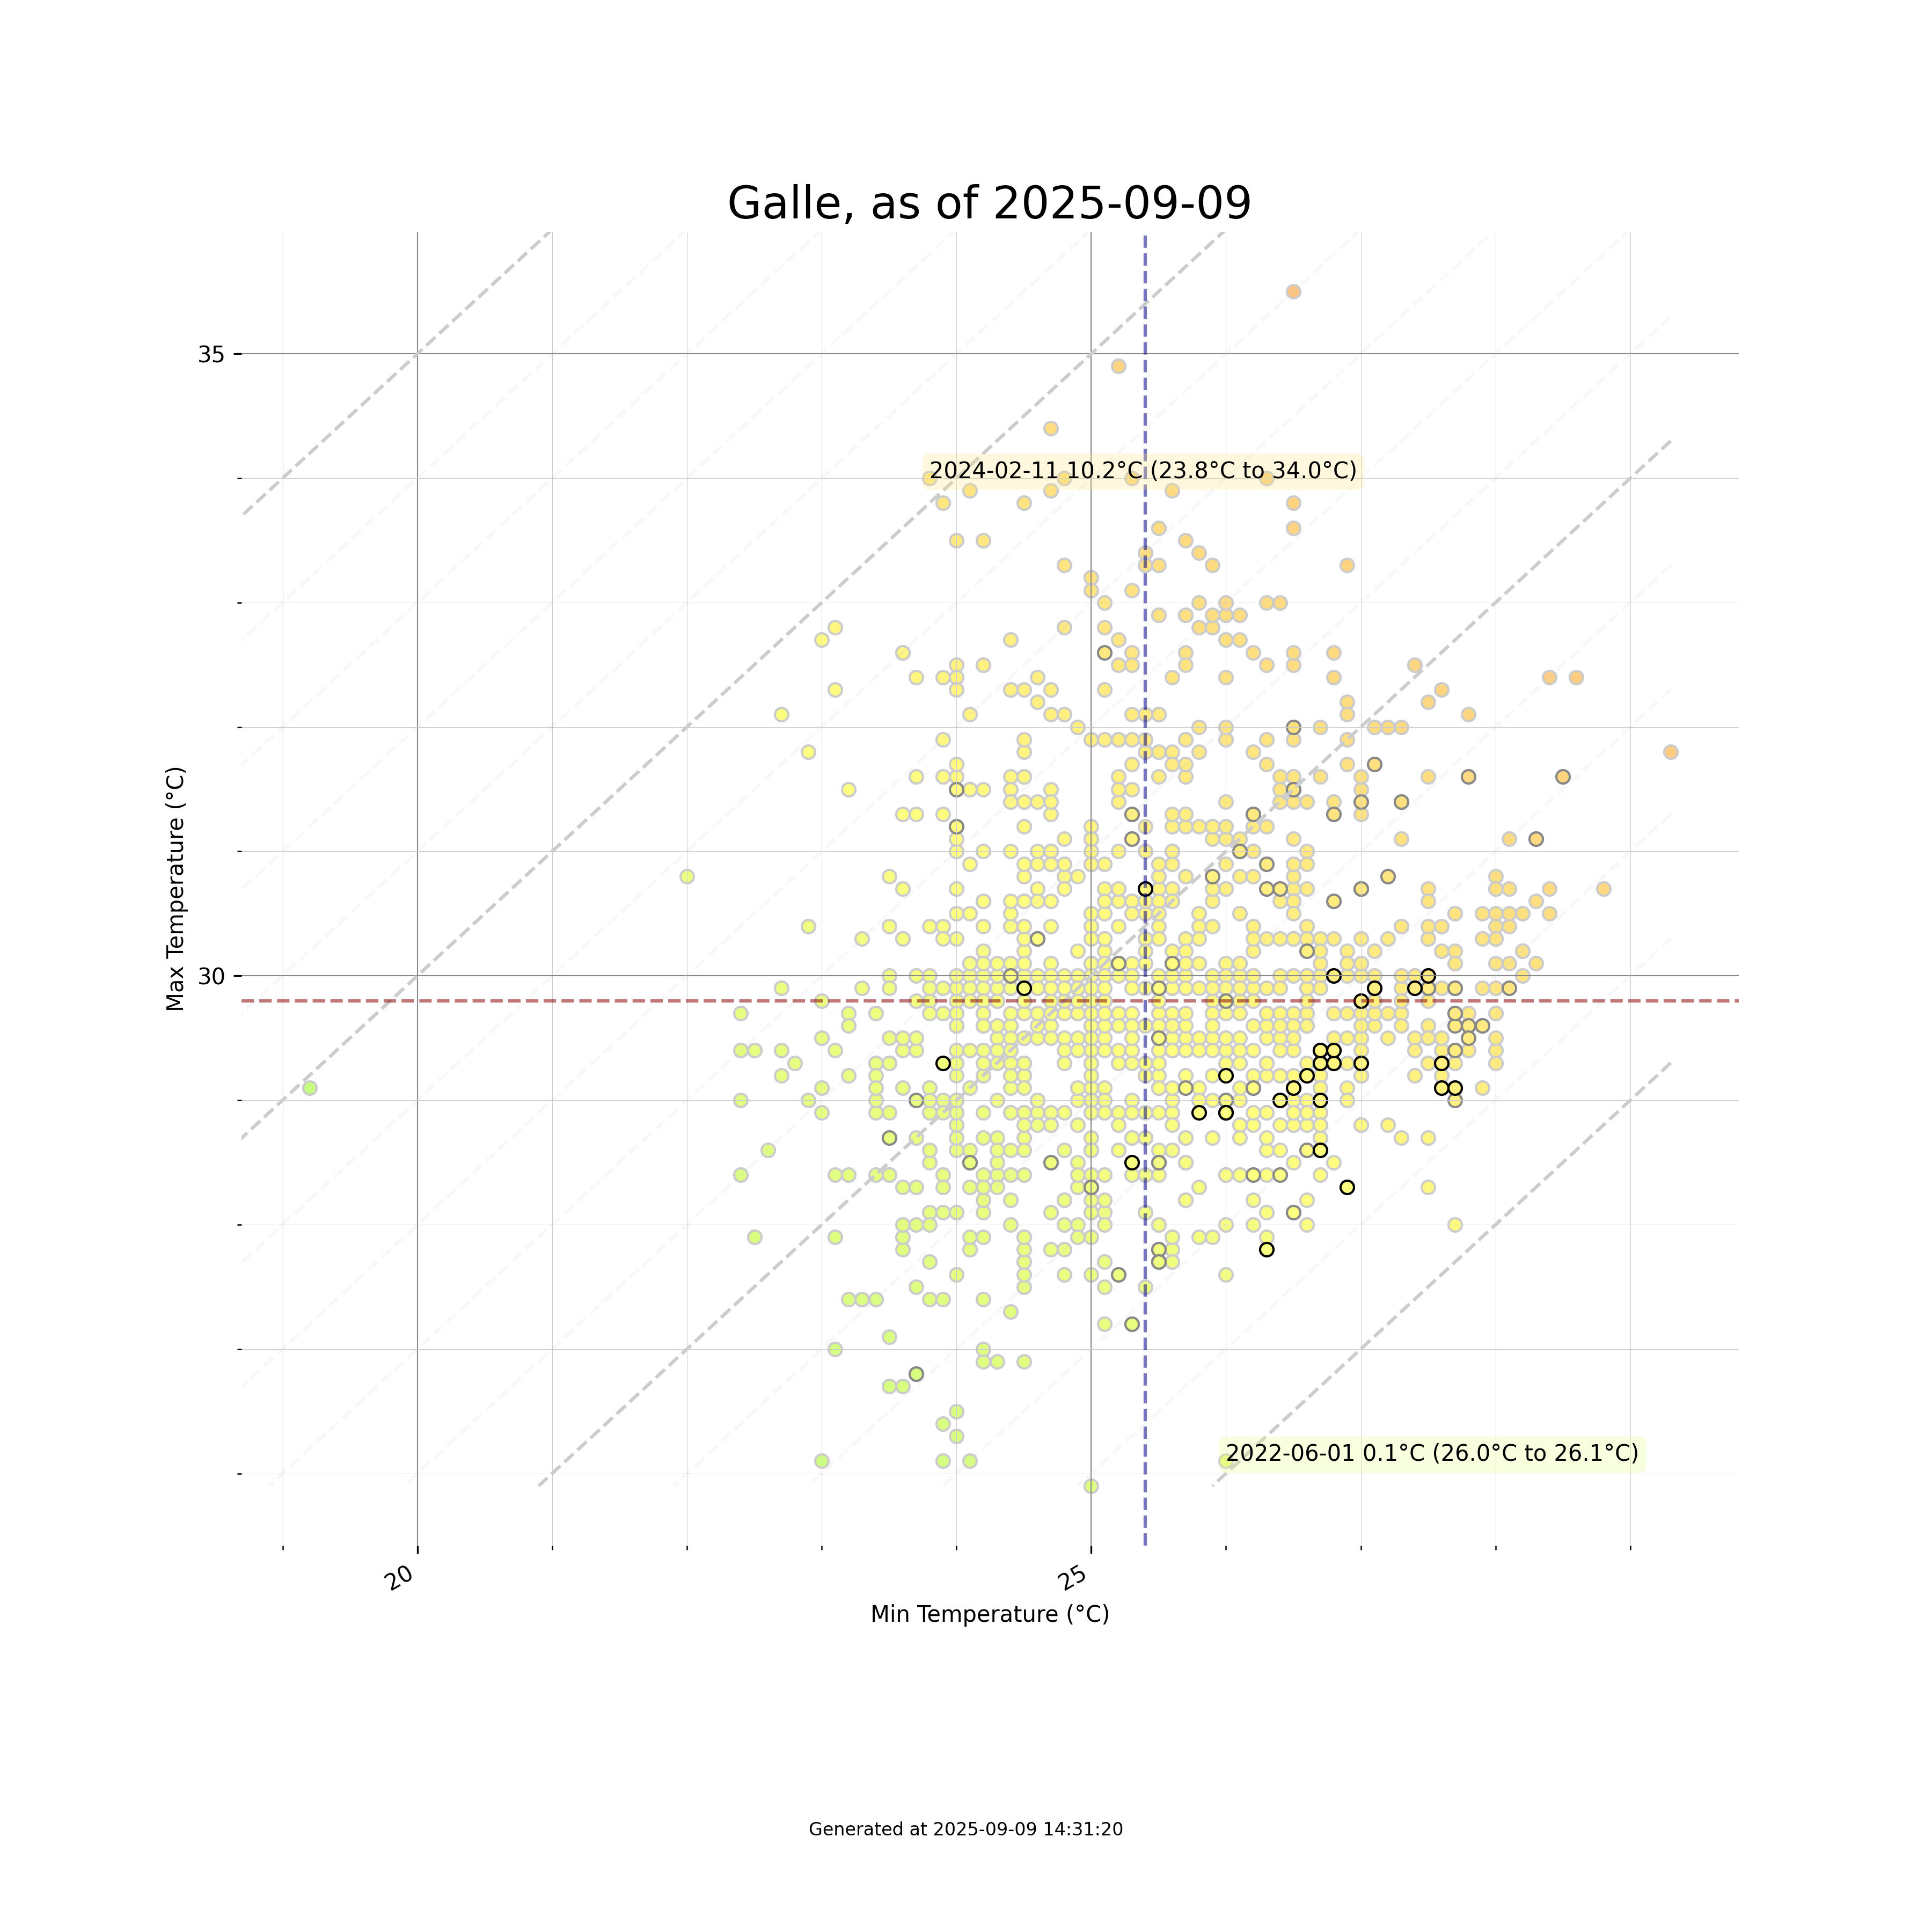 Galle, as of 2025-09-09
35
2024-02-11 10.2°C (23.8°C to 34.0°C)
Max Temperature (°C)
30
2022-06-01 0.1°C (26.0°C to 26.1°C)
20
25
Min Temperature (°C)
Generated at 2025-09-09 14:31:20